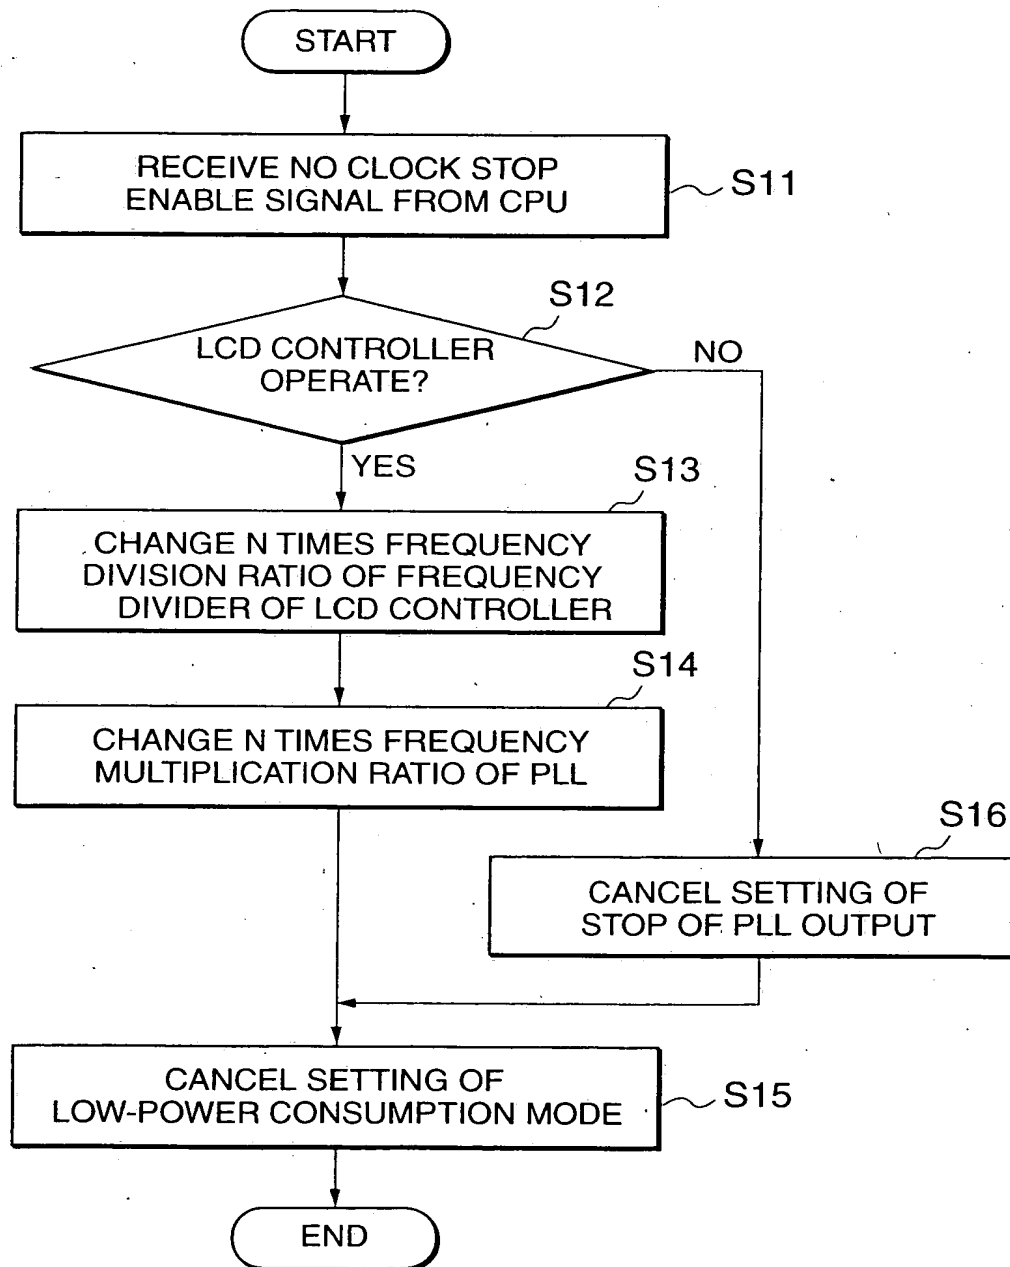 START
RECEIVE NO CLOCK STOP
ENABLE SIGNAL FROM CPU
S11
S12
LCD CONTROLLER
OPERATE?
NO
YES
S13
CHANGE N TIMES FREQUENCY
DIVISION RATIO OF FREQUENCY
DIVIDER OF LCD CONTROLLER
S14
CHANGE N TIMES FREQUENCY
MULTIPLICATION RATIO OF PLL
S16
CANCEL SETTING OF
STOP OF PLL OUTPUT
CANCEL SETTING OF
LOW-POWER CONSUMPTION MODE
S15
END